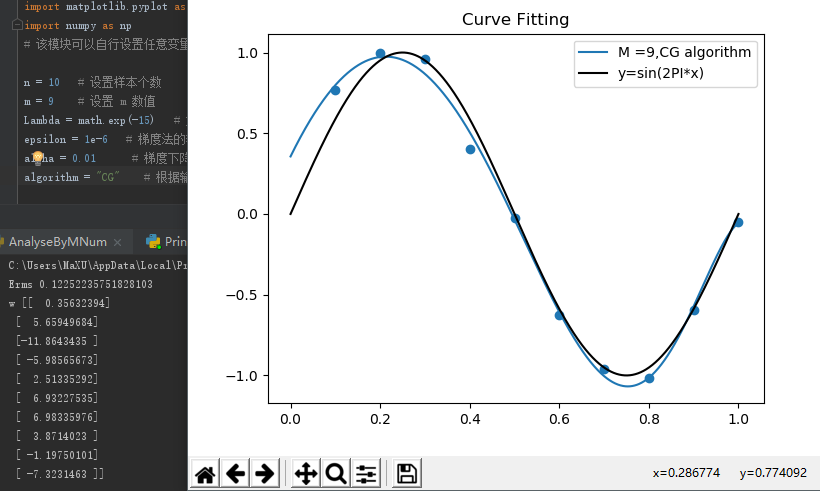 import matplotlib.pyplot as
import numpy as np
# 该模块可以自行设置任意变量
n = 10 # 设置样本个数
m = 9 # 设置 m 数值
Lambda = math.exp(-15) #
epsilon = 1e-6 # 梯度法的
alpha = 0.01 # 梯度下降
algorithm = "CG" # 根据输
AnalyseByMNum × Prin
C:\Users\MaXU\AppData\Local\Pr
Erms 0.12252235751828103
w [[ 0.35632394]
[ 5.65949684]
[-11.8643435 ]
[ -5.98565673]
[ 2.51335292]
[ 6.93227535]
[ 6.98335976]
[ 3.8714023 ]
[ -1.19750101]
[ -7.3231463 ]]
Curve Fitting
M =9,CG algorithm
y=sin(2PI*x)
1.0
0.5
0.0
−0.5
−1.0
0.0 0.2 0.4 0.6 0.8 1.0
x=0.286774 y=0.774092